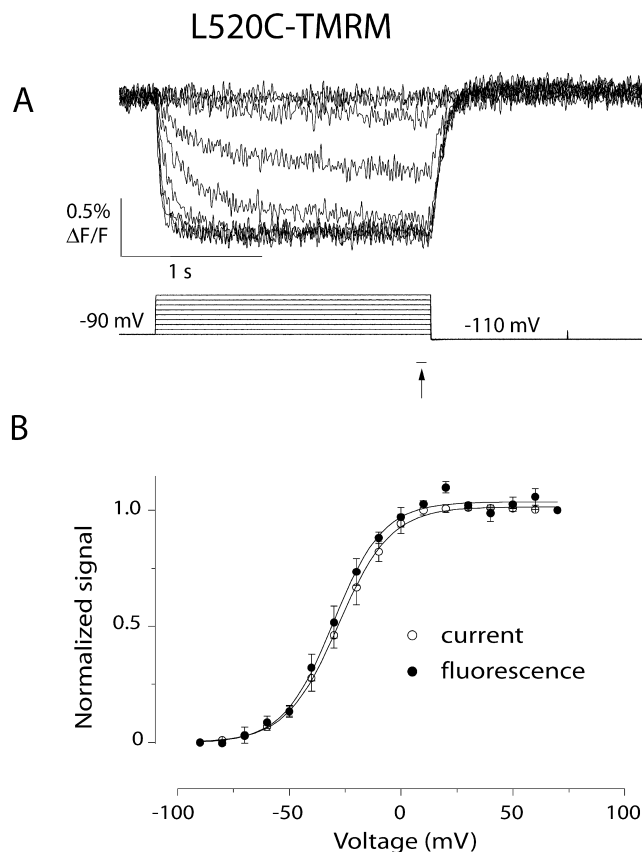 L520C-TMRM
A
0.5%
ΔF/F
1 s
-90 mV
-110 mV
B
1.0
0.5
0
Normalized signal
current
fluorescence
-100
-50
0
50
100
Voltage (mV)